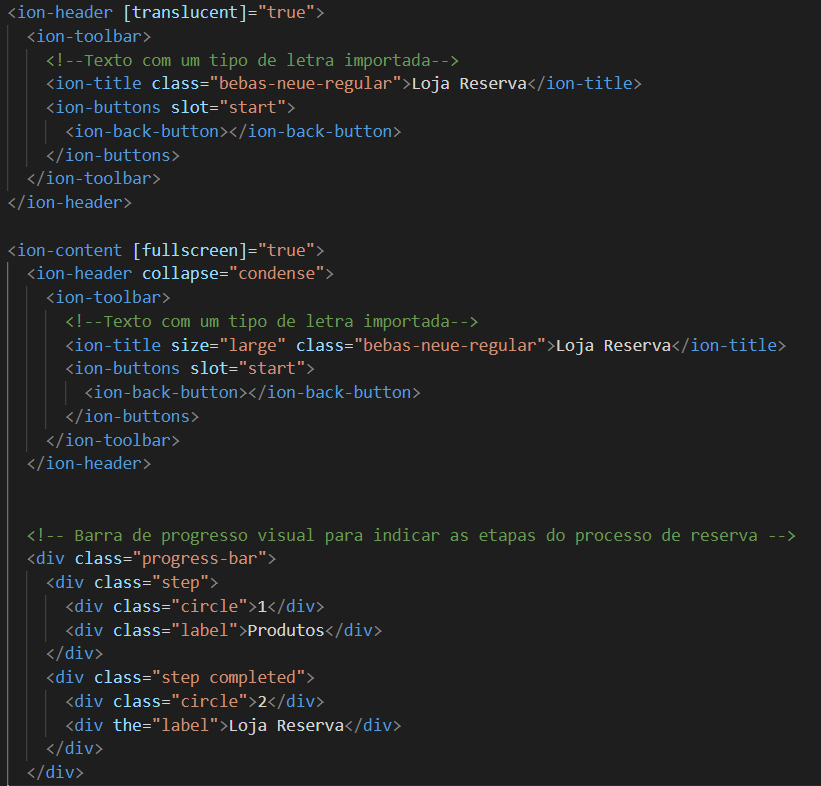 <ion-header [translucent]="true">
<ion-toolbar>
<!--Texto com um tipo de letra importada-->
<ion-title class="bebas-neue-regular">Loja Reserva</ion-title>
<ion-buttons slot="start">
<ion-back-button></ion-back-button>
</ion-buttons>
</ion-toolbar>
</ion-header>
<ion-content [fullscreen]="true">
<ion-header collapse="condense">
<ion-toolbar>
<!--Texto com um tipo de letra importada-->
<ion-title size="large" class="bebas-neue-regular">Loja Reserva</ion-title>
<ion-buttons slot="start">
<ion-back-button></ion-back-button>
</ion-buttons>
</ion-toolbar>
</ion-header>
<!-- Barra de progresso visual para indicar as etapas do processo de reserva -->
<div class="progress-bar">
<div class="step">
<div class="circle">1</div>
<div class="label">Produtos</div>
</div>
<div class="step completed">
<div class="circle">2</div>
<div the="label">Loja Reserva</div>
</div>
</div>